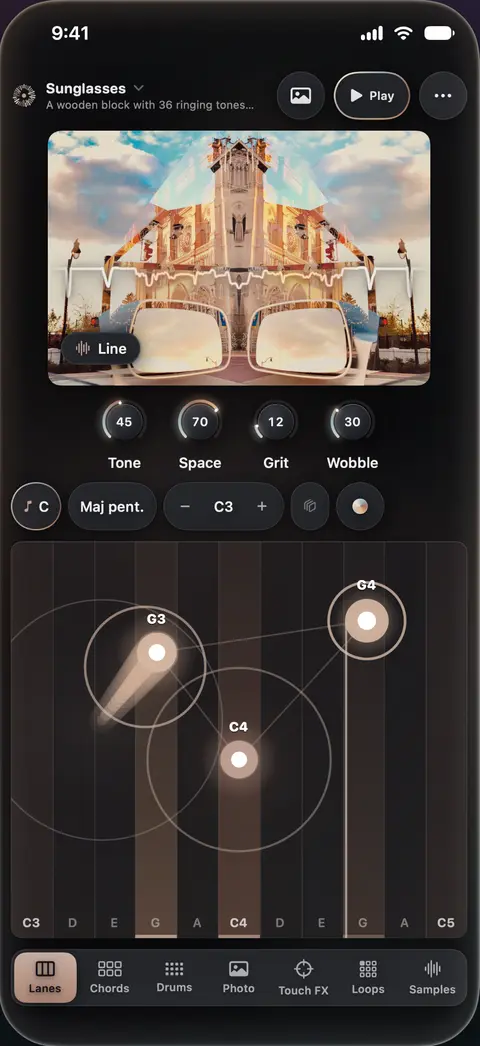 9:41
Sunglasses
A wooden block with 36 ringing tones...
Play
Line
45 70 12 30
Tone Space Grit Wobble
C Maj pent. − C3 +
G4
G3
C4
C3 D E G A C4 D E G A C5
Lanes Chords Drums Photo Touch FX Loops Samples